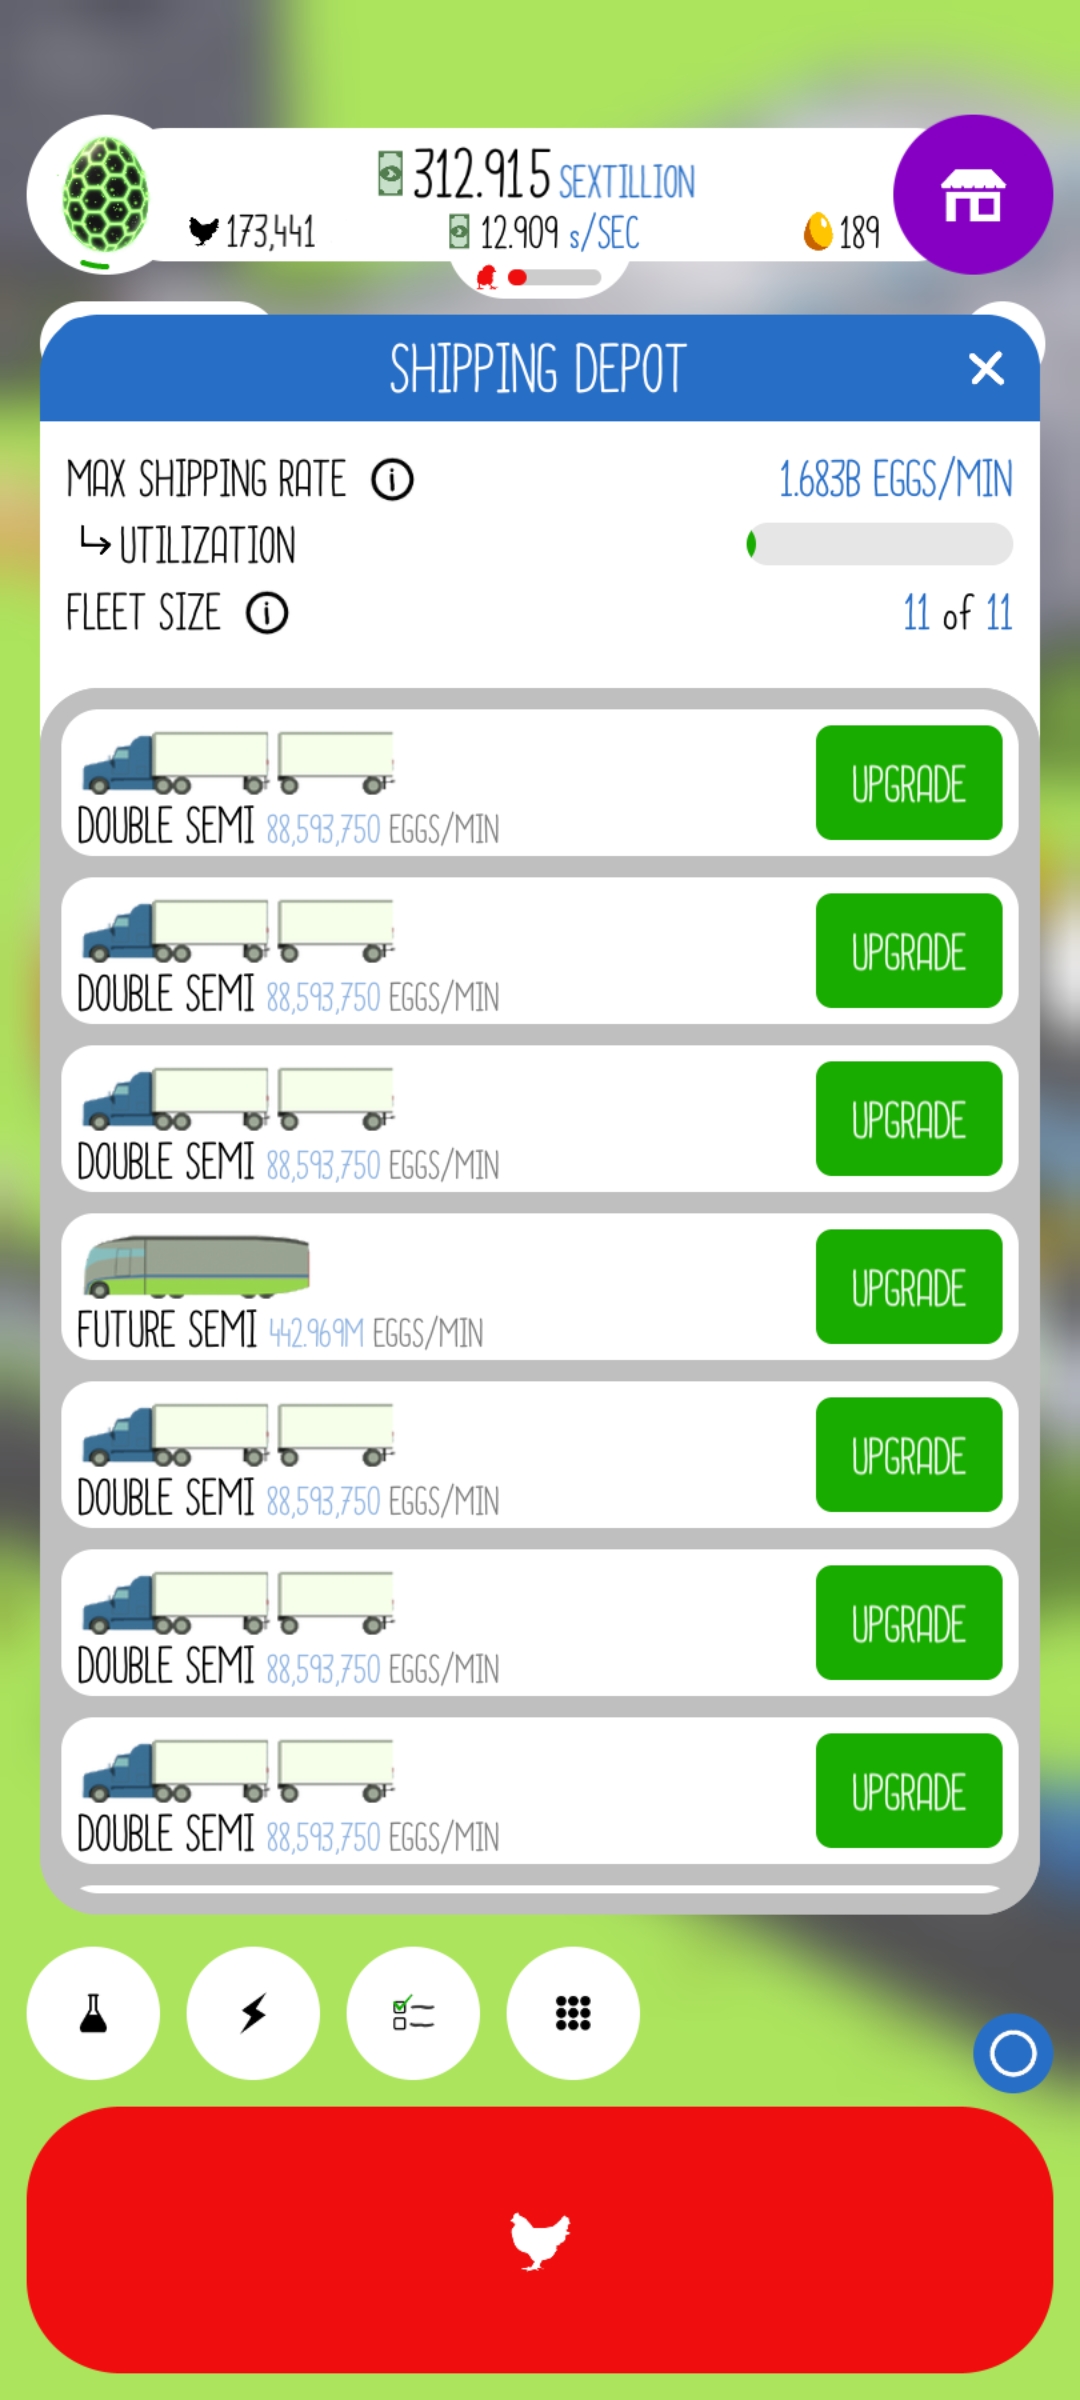 312.915 SEXTILLION
173,441 12.909 s/SEC 189
SHIPPING DEPOT
MAX SHIPPING RATE 1.683B EGGS/MIN
UTILIZATION
FLEET SIZE 11 of 11
UPGRADE
DOUBLE SEMI 88,593,750 EGGS/MIN
UPGRADE
DOUBLE SEMI 88,593,750 EGGS/MIN
UPGRADE
DOUBLE SEMI 88,593,750 EGGS/MIN
UPGRADE
FUTURE SEMI 442.969M EGGS/MIN
UPGRADE
DOUBLE SEMI 88,593,750 EGGS/MIN
UPGRADE
DOUBLE SEMI 88,593,750 EGGS/MIN
UPGRADE
DOUBLE SEMI 88,593,750 EGGS/MIN